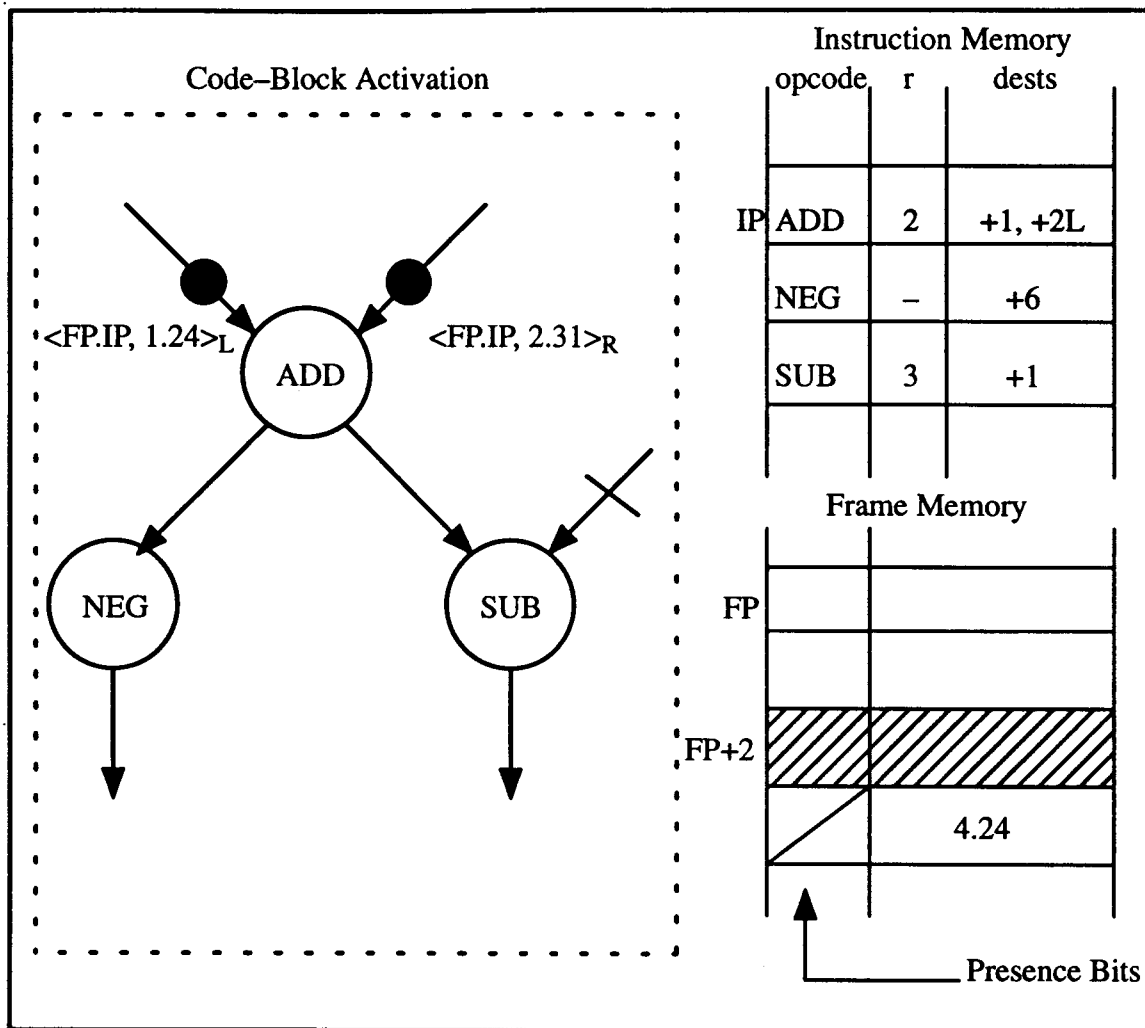 Code–Block Activation
<FP.IP, 1.24>L
<FP.IP, 2.31>R
ADD
NEG
SUB
Instruction Memory
opcode r dests
IP ADD 2 +1, +2L
NEG – +6
SUB 3 +1
Frame Memory
FP
FP+2
4.24
Presence Bits